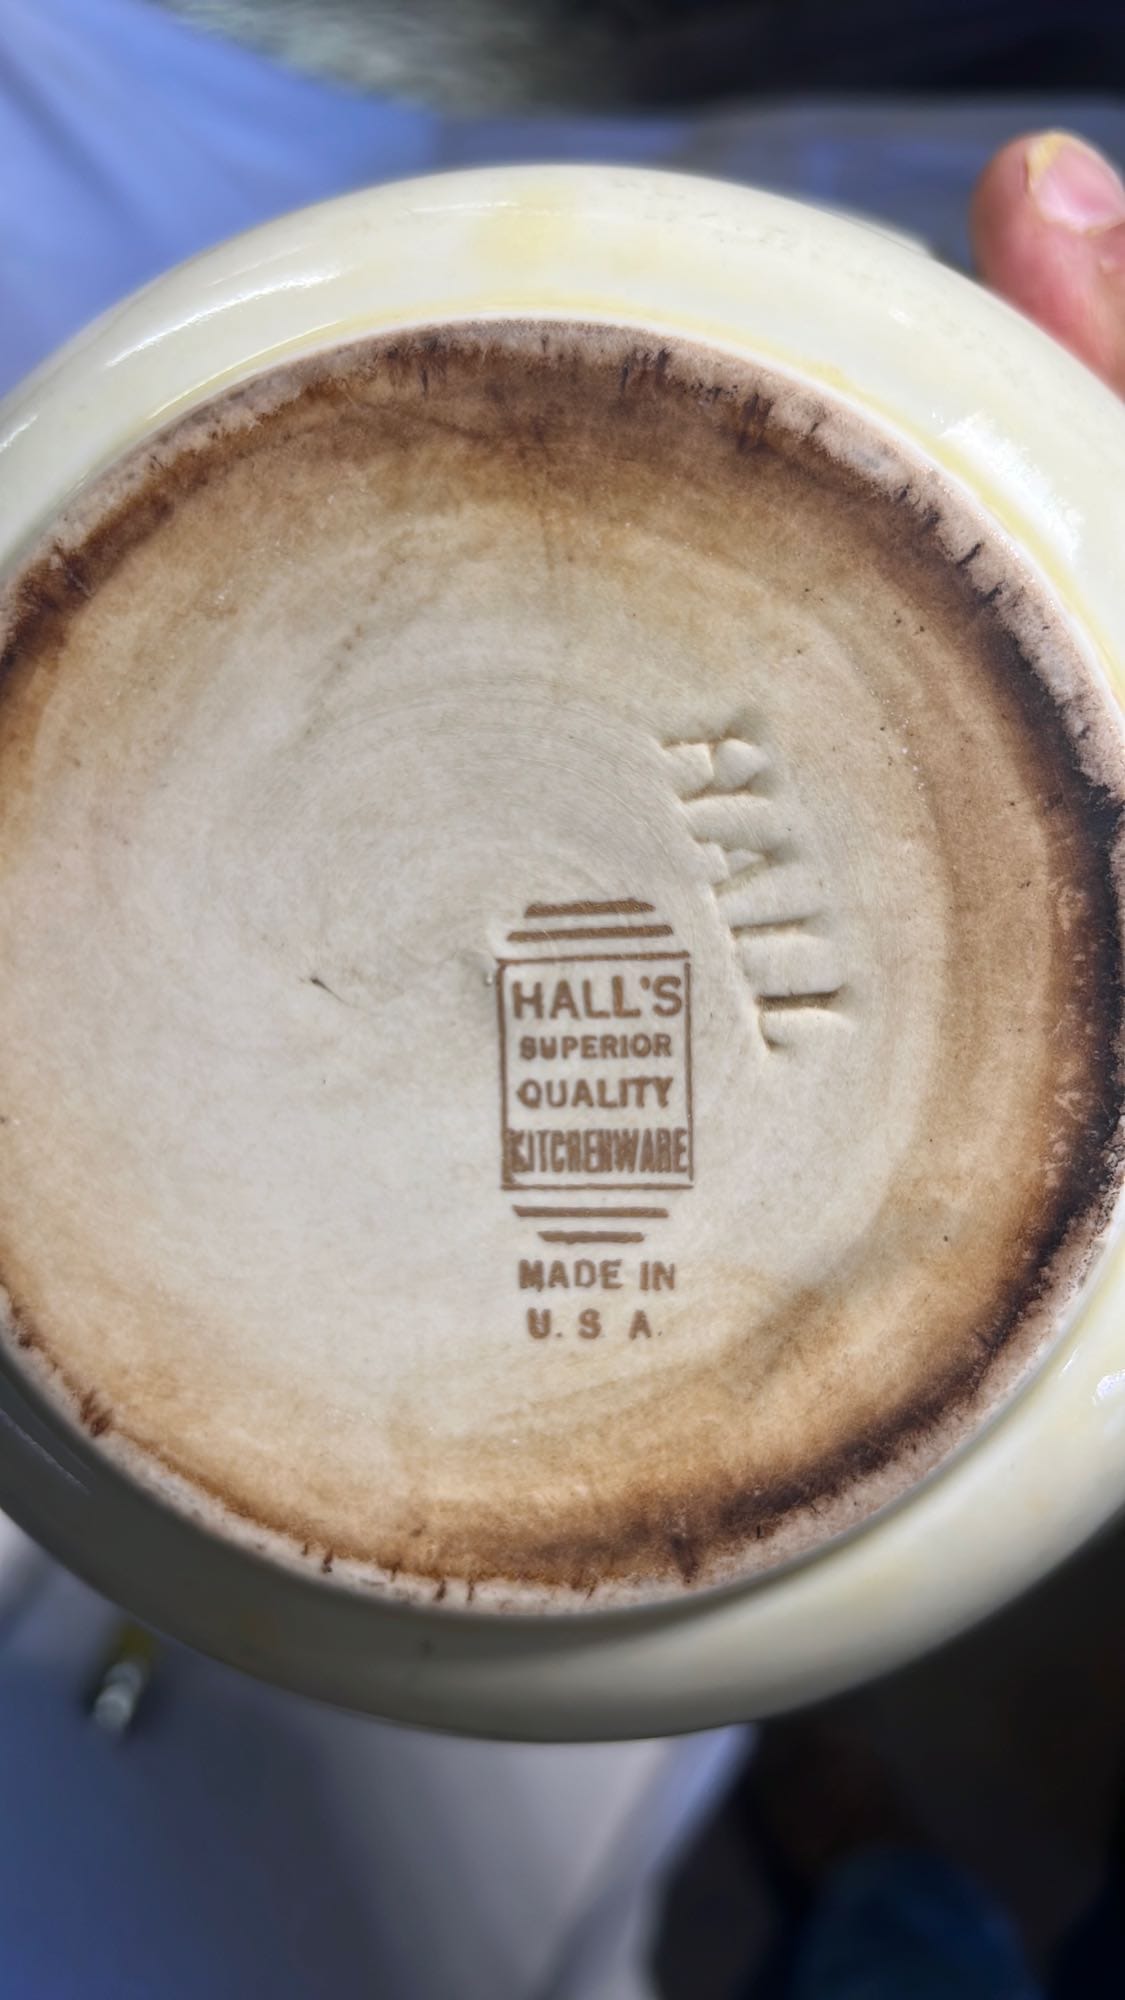 HALL
HALL'S
SUPERIOR
QUALITY
KITCHENWARE
MADE IN
U. S A.